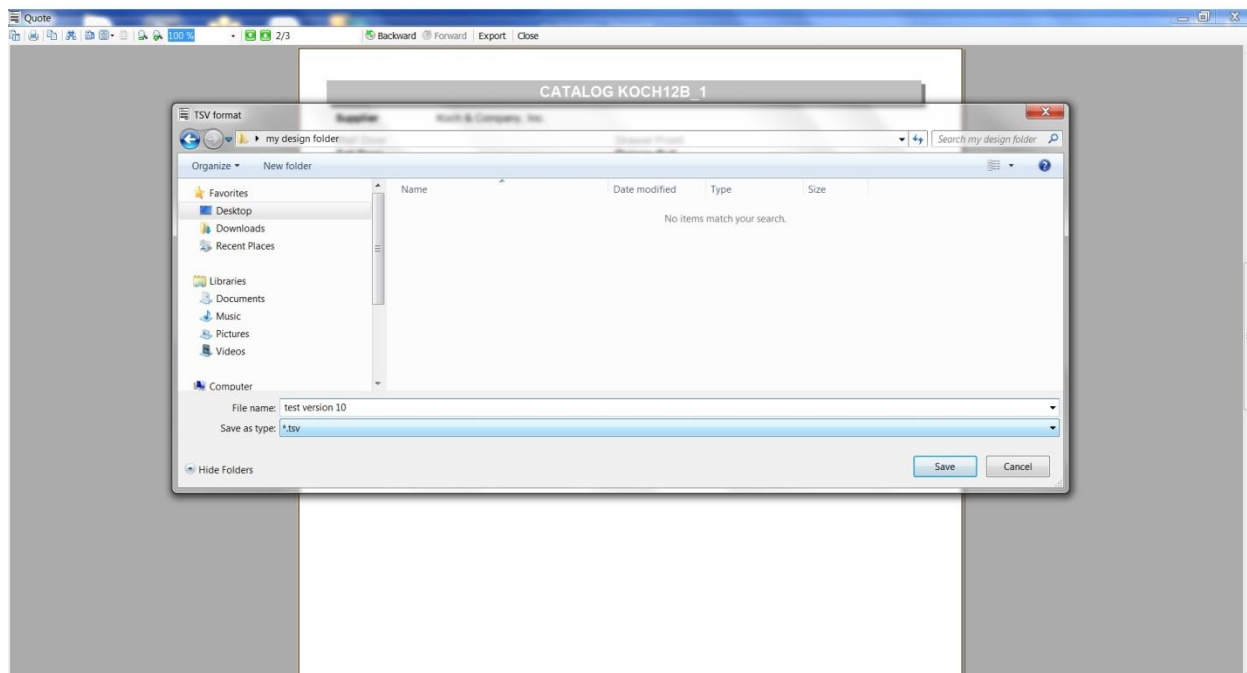 Quote
100 % 2/3 Backward Forward Export Close
CATALOG KOCH12B_1
TSV format
Supplier Koch & Company, Inc.
my design folder Search my design folder
Organize New folder
Name Date modified Type Size
Favorites
No items match your search.
Desktop
Downloads
Recent Places
Libraries
Documents
Music
Pictures
Videos
Computer
File name: test version 10
Save as type: *.tsv
Hide Folders Save Cancel